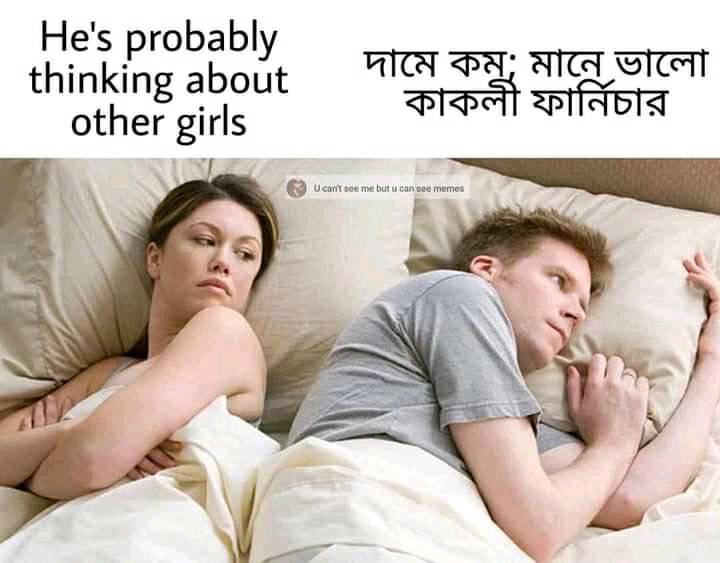 He's probably
thinking about
other girls
দামে কম; মানে ভালো
কাকলী ফার্নিচার
U can't see me but u can see memes